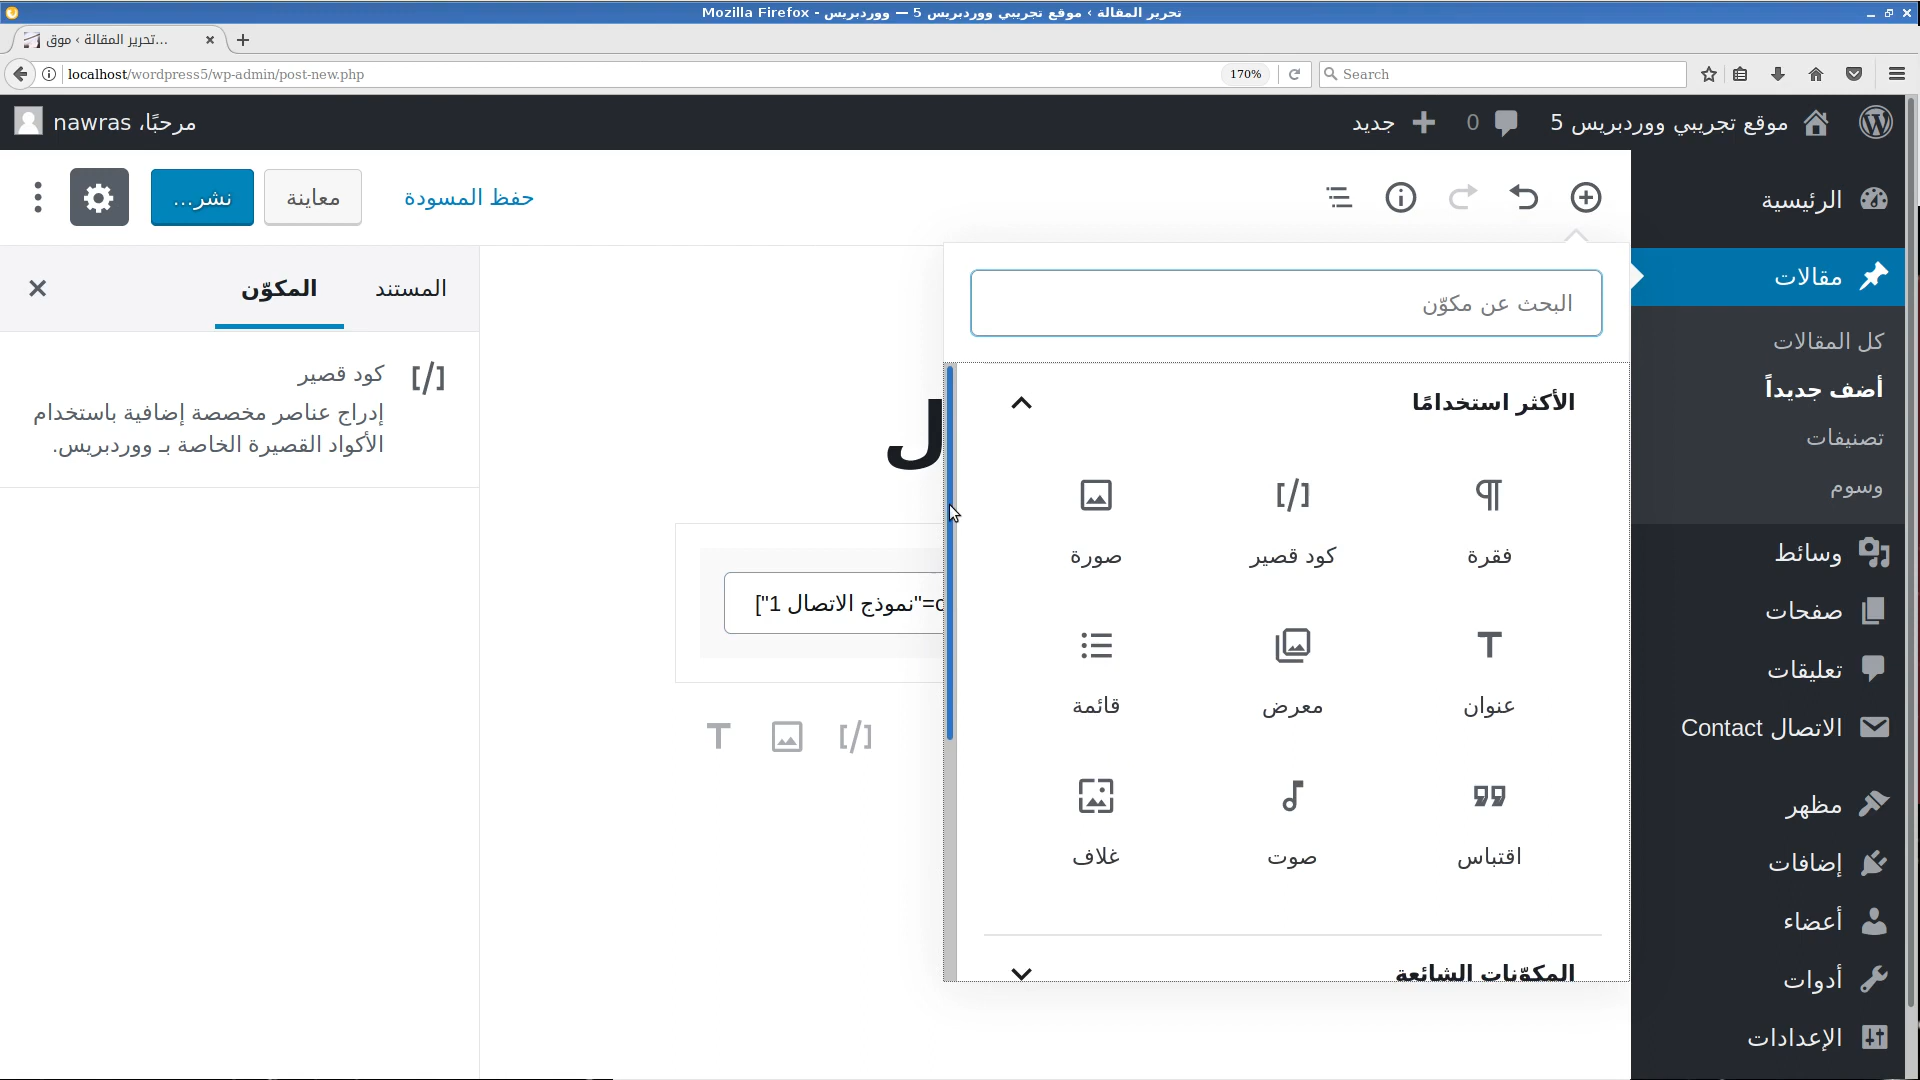 تحرير المقالة ‹ موقع تجريبي ووردبريس 5 — ووردبريس - Mozilla Firefox
تحرير المقالة ‹ موق...
localhost/wordpress5/wp-admin/post-new.php
170%
Search
موقع تجريبي ووردبريس 5
0
جديد
مرحبًا، nawras
حفظ المسودة
معاينة
نشر...
الرئيسية
مقالات
كل المقالات
أضف جديداً
تصنيفات
وسوم
وسائط
صفحات
تعليقات
الاتصال Contact
مظهر
إضافات
أعضاء
أدوات
الإعدادات
البحث عن مكوّن
الأكثر استخدامًا
فقرة
كود قصير
صورة
عنوان
معرض
قائمة
اقتباس
صوت
غلاف
المكوّنات الشائعة
ل
="نموذج الاتصال 1"]
المستند
المكوّن
كود قصير
إدراج عناصر مخصصة إضافية باستخدام
الأكواد القصيرة الخاصة بـ ووردبريس.